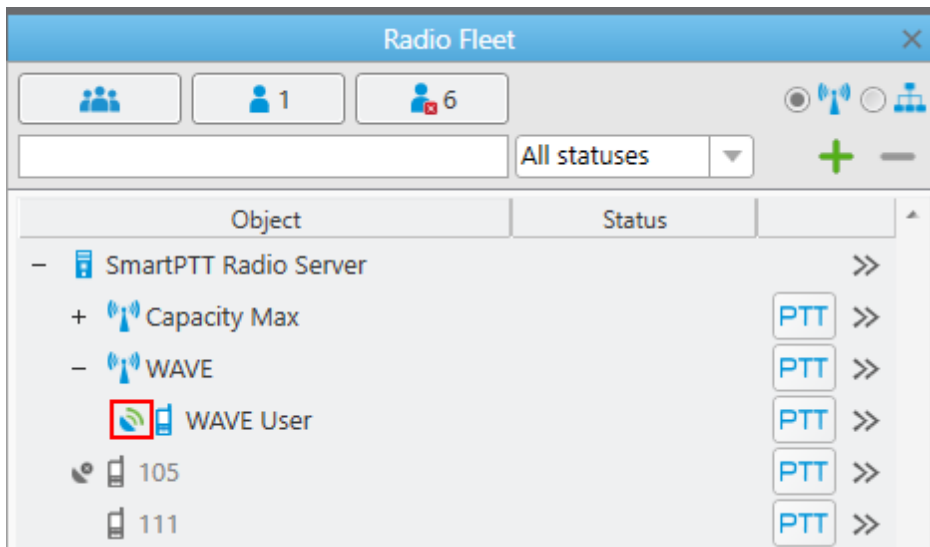 Radio Fleet
1 6
All statuses
Object Status
SmartPTT Radio Server
Capacity Max PTT
WAVE PTT
WAVE User PTT
105 PTT
111 PTT